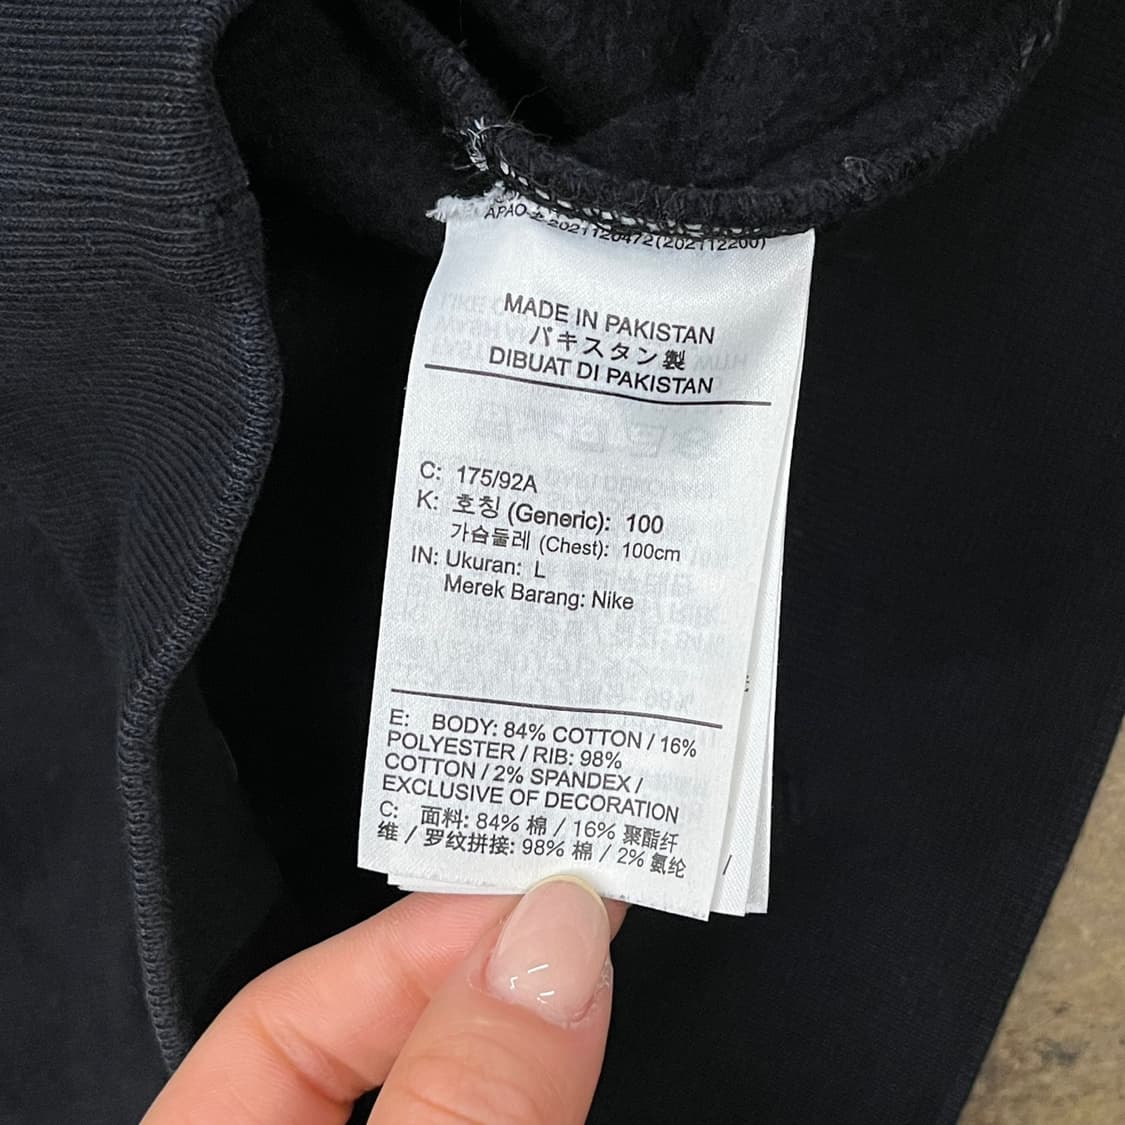 2021120472(202112200)
MADE IN PAKISTAN
パキスタン製
DIBUAT DI PAKISTAN
C: 175/92A
K: 호칭 (Generic): 100
가슴둘레 (Chest): 100cm
IN: Ukuran: L
Merek Barang: Nike
E: BODY: 84% COTTON / 16%
POLYESTER / RIB: 98%
COTTON / 2% SPANDEX /
EXCLUSIVE OF DECORATION
C: 面料: 84% 棉 / 16% 聚酯纤
维 / 罗纹拼接: 98% 棉 / 2% 氨纶